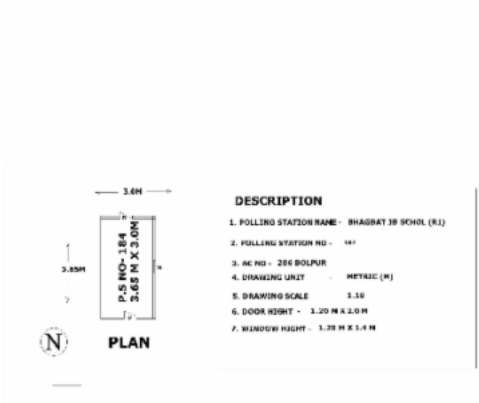 3.0M
P.S NO- 184
3.65 M X 3.0M
3.65M
N
PLAN
DESCRIPTION
1. POLLING STATION NAME - BHAGBAT JB SCHOL (R1)
2. POLLING STATION NO -
3. AC NO - 286 BOLPUR
4. DRAWING UNIT - METRIC (M)
5. DRAWING SCALE 1.10
6. DOOR HIGHT - 1.20 M X 2.0 M
7. WINDOW HIGHT - 1.20 M X 1.4 M